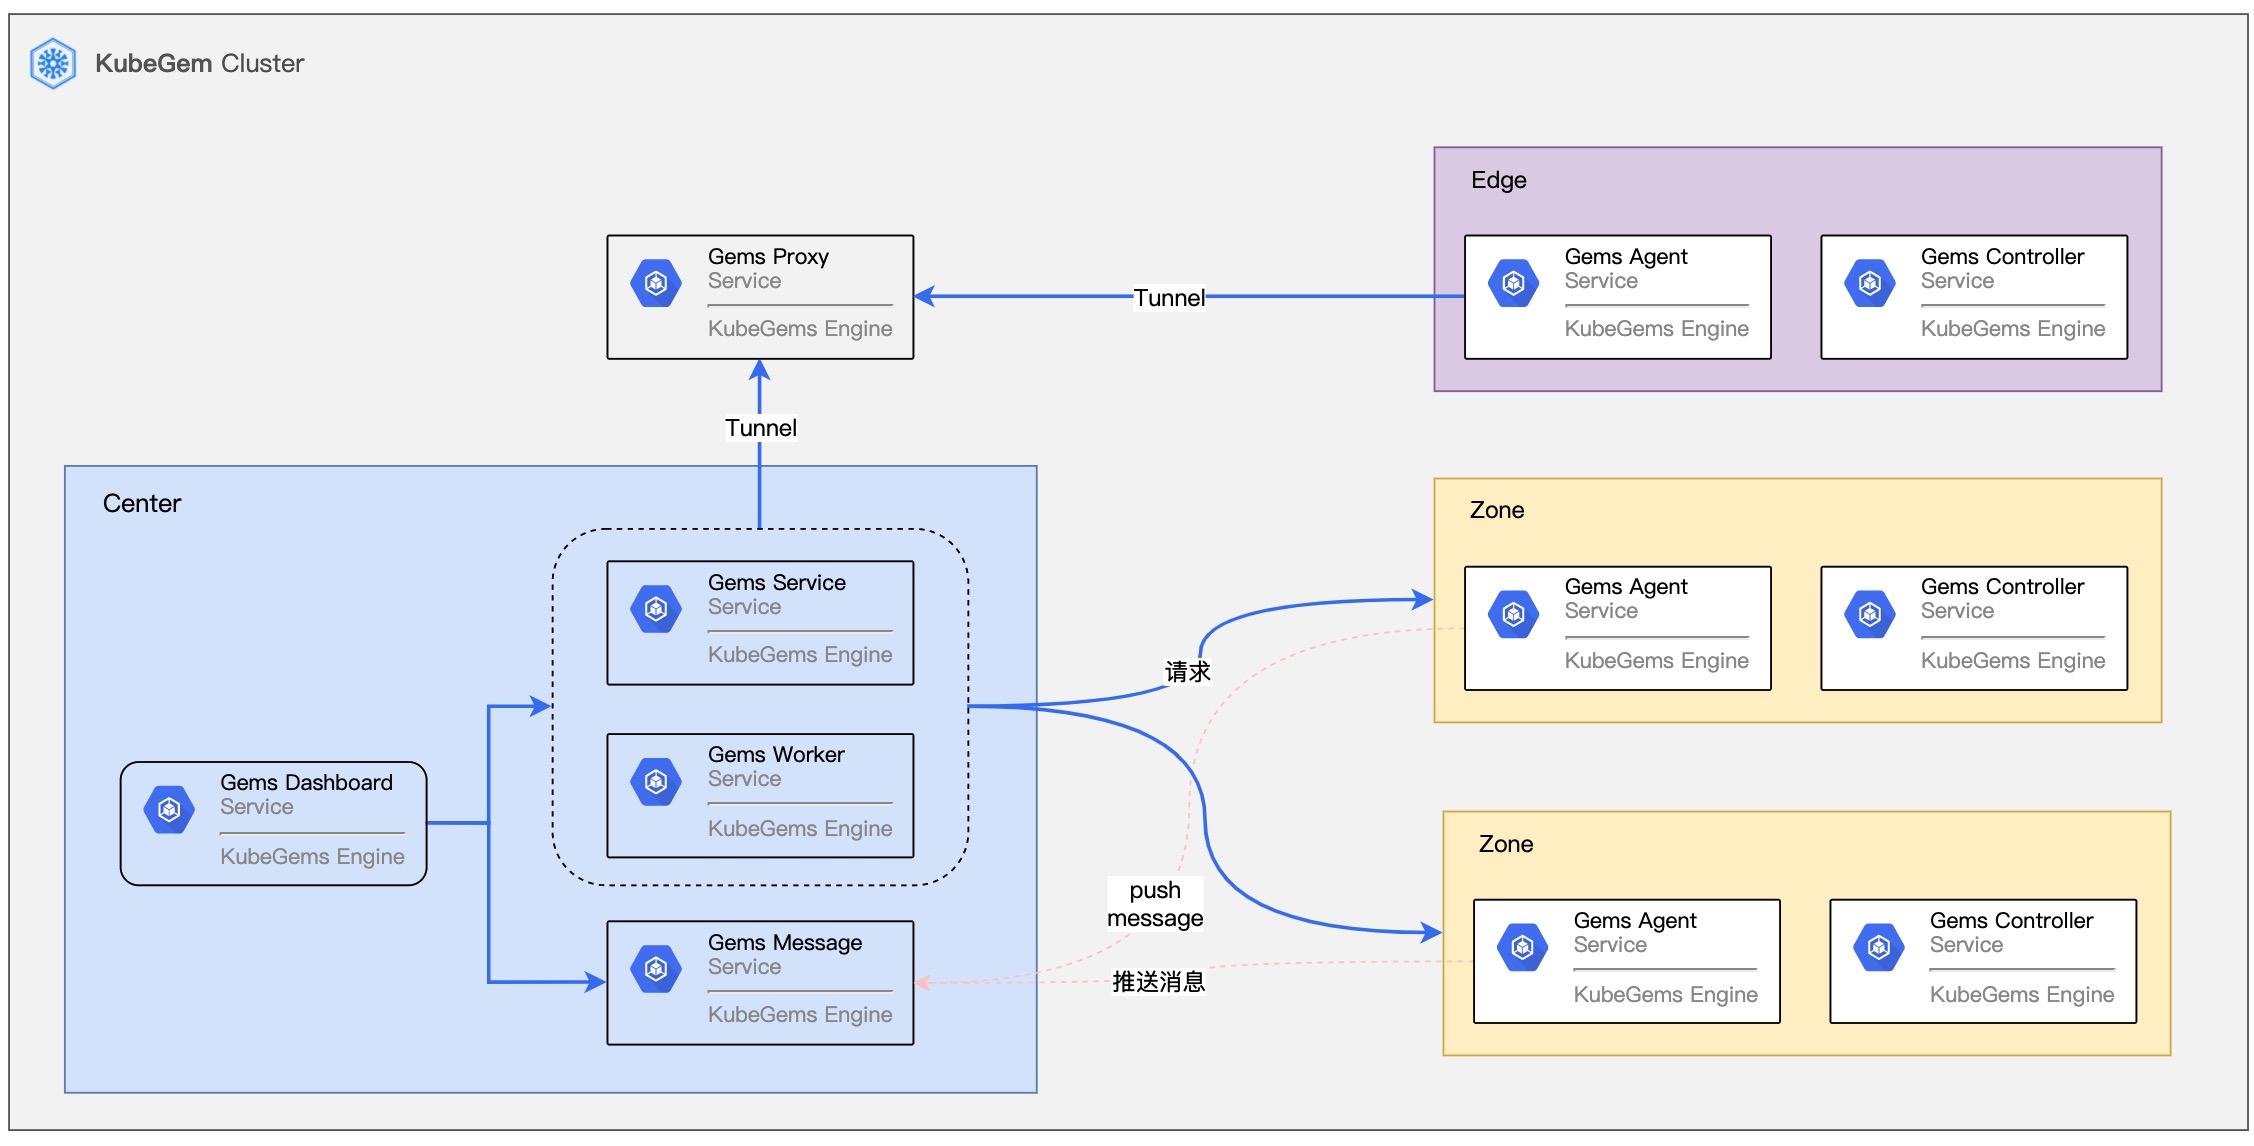 KubeGem Cluster
Edge
Gems Proxy
Service
KubeGems Engine
Tunnel
Gems Agent
Service
KubeGems Engine
Gems Controller
Service
KubeGems Engine
Tunnel
Center
Gems Service
Service
KubeGems Engine
Gems Worker
Service
KubeGems Engine
Gems Dashboard
Service
KubeGems Engine
Gems Message
Service
KubeGems Engine
请求
push
message
推送消息
Zone
Gems Agent
Service
KubeGems Engine
Gems Controller
Service
KubeGems Engine
Zone
Gems Agent
Service
KubeGems Engine
Gems Controller
Service
KubeGems Engine